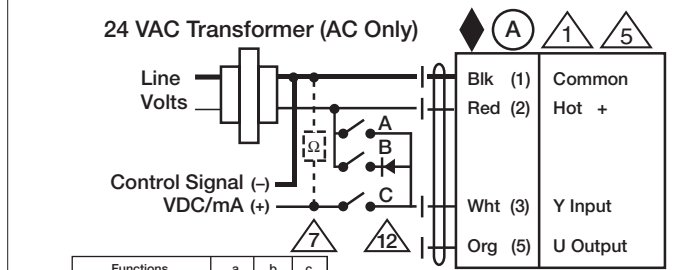 24 VAC Transformer (AC Only)
A
1
5
Line
Volts
Blk (1) Common
Red (2) Hot +
A
Ω
B
Control Signal (–)
VDC/mA (+)
C
Wht (3) Y Input
7
12
Org (5) U Output
Functions a b c